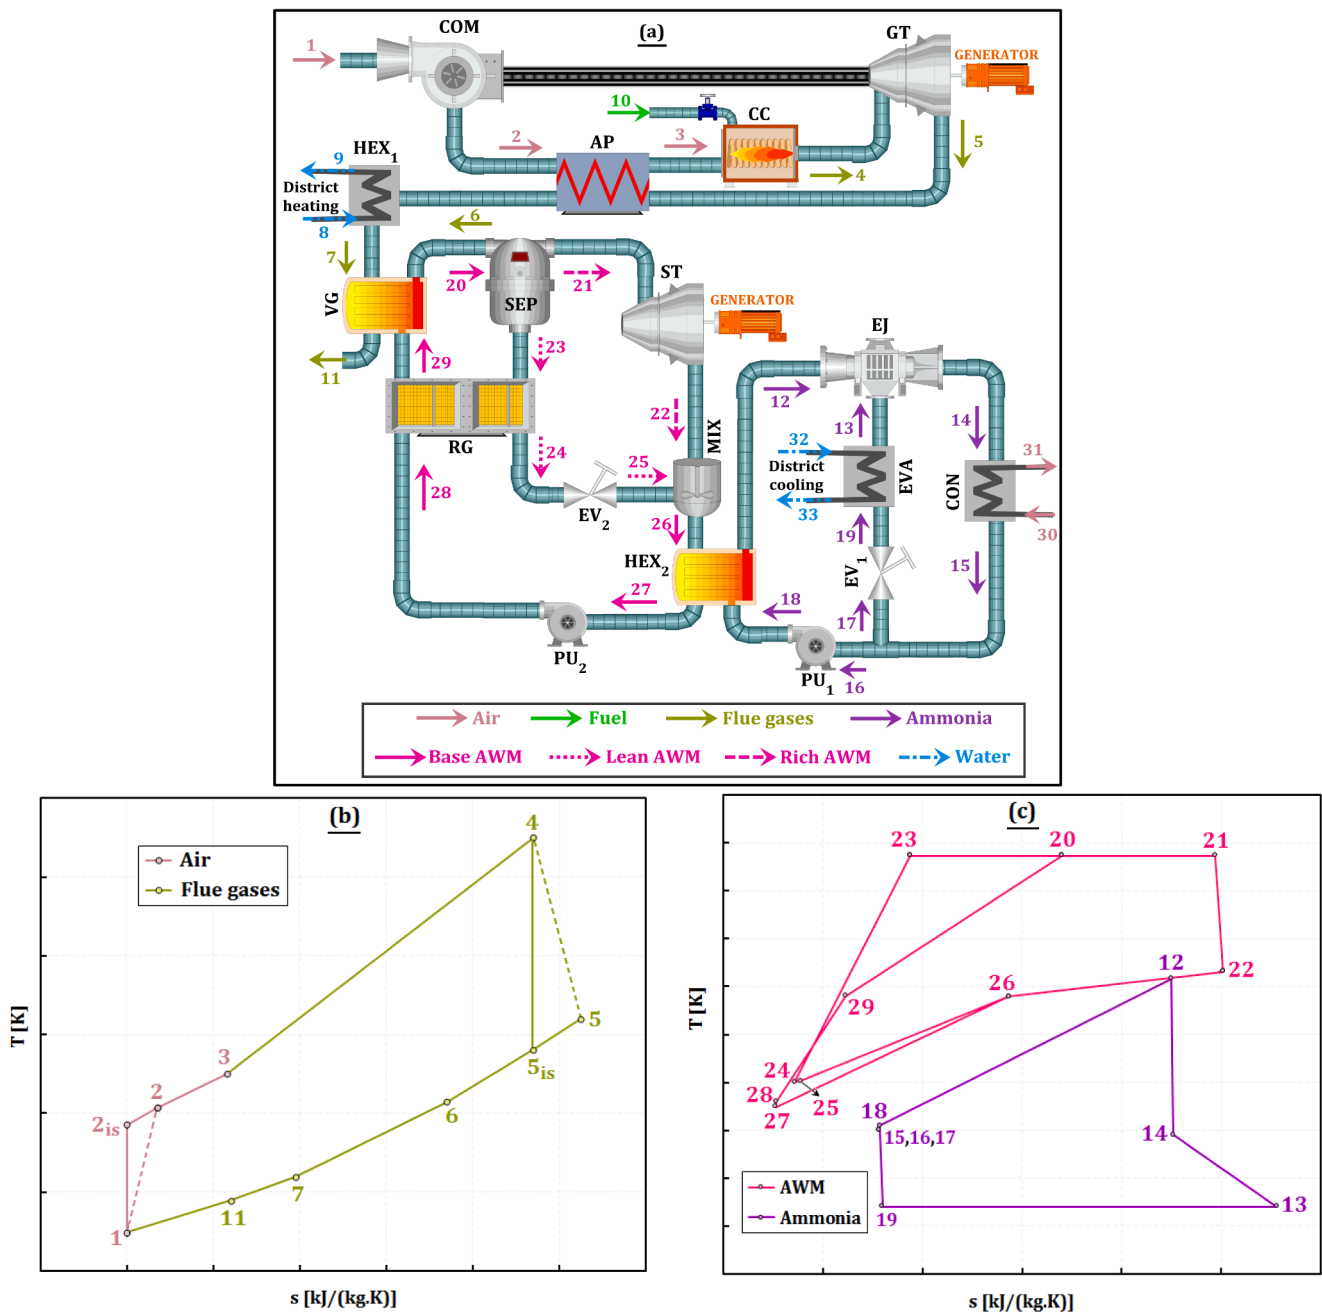 (a)
COM
GT
1
GENERATOR
10
CC
2
AP
3
4
5
HEX1
9
District
heating
8
6
7
VG
20
SEP
21
ST
GENERATOR
EJ
11
29
23
22
12
13
14
RG
24
25
MIX
32
District
cooling
33
EVA
CON
31
30
28
EV2
26
HEX2
19
EV1
15
27
18
17
PU2
PU1
16
Air
Fuel
Flue gases
Ammonia
Base AWM
Lean AWM
Rich AWM
Water
(b)
Air
Flue gases
4
5
5is
3
2
2is
6
7
11
1
T [K]
s [kJ/(kg.K)]
(c)
23
20
21
12
22
26
29
24
28
25
27
18
15,16,17
14
19
13
AWM
Ammonia
T [K]
s [kJ/(kg.K)]